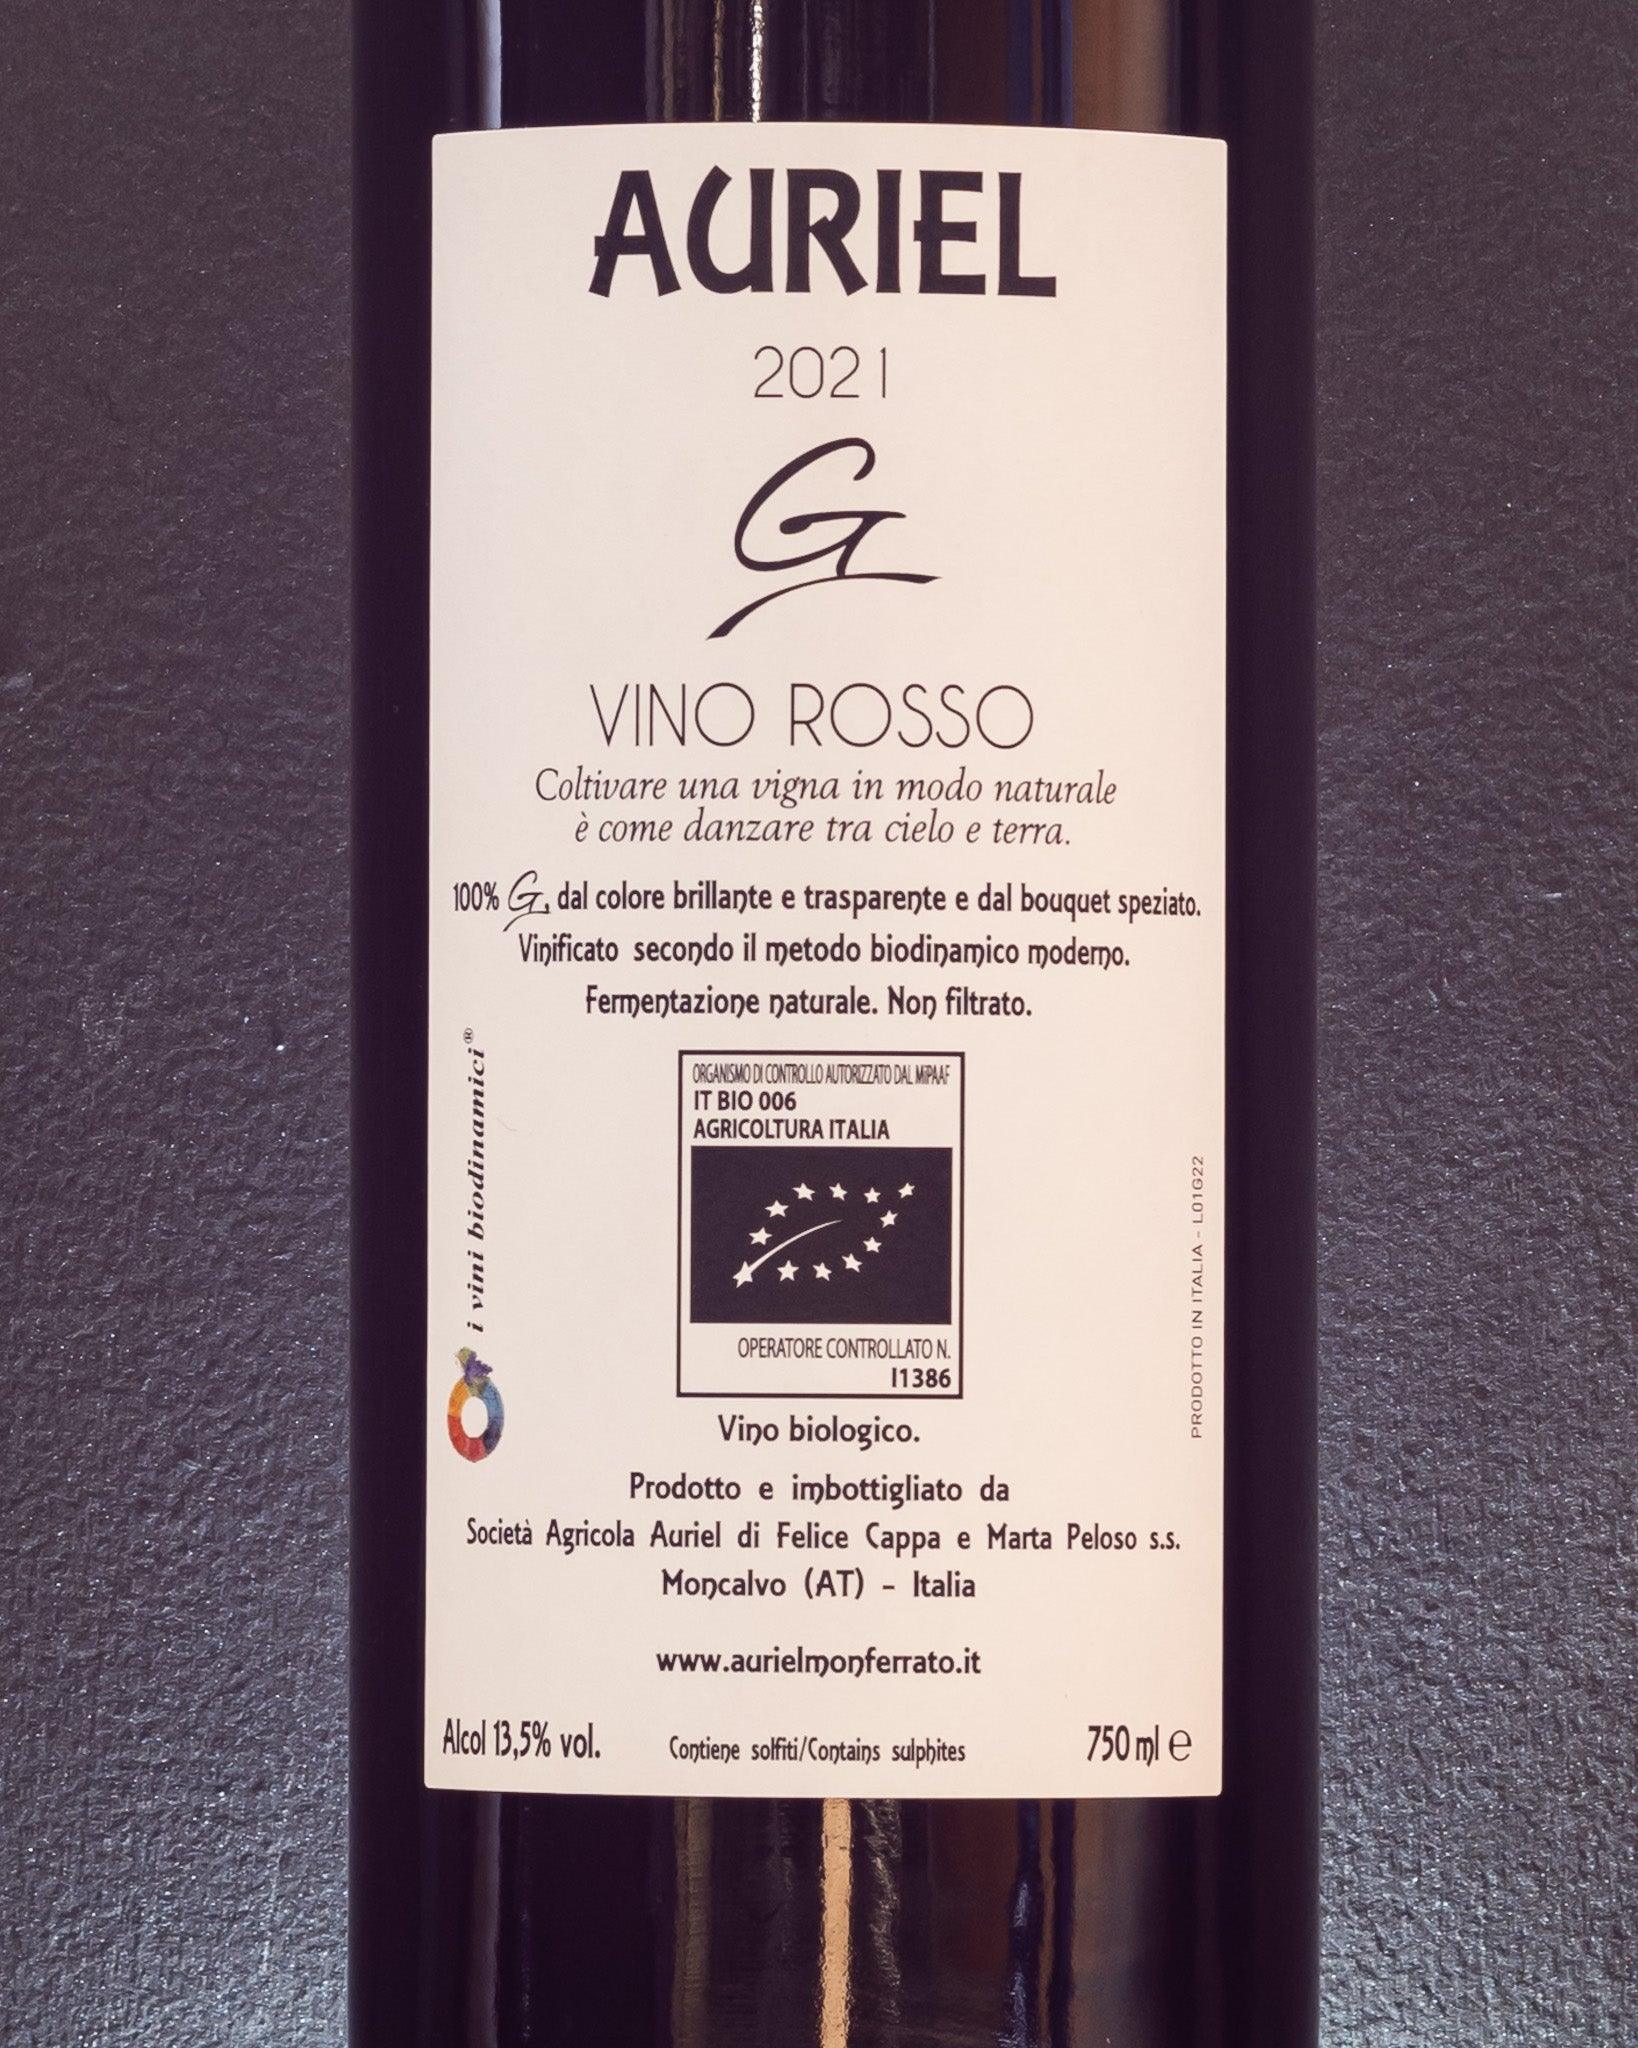 AURIEL
2021
G
VINO ROSSO
Coltivare una vigna in modo naturale
è come danzare tra cielo e terra.
100% G, dal colore brillante e trasparente e dal bouquet speziato.
Vinificato secondo il metodo biodinamico moderno.
Fermentazione naturale. Non filtrato.
i vini biodinamici®
ORGANISMO DI CONTROLLO AUTORIZZATO DAL MiPAAF
IT BIO 006
AGRICOLTURA ITALIA
OPERATORE CONTROLLATO N.
I1386
PRODOTTO IN ITALIA - L01G22
Vino biologico.
Prodotto e imbottigliato da
Società Agricola Auriel di Felice Cappa e Marta Peloso s.s.
Moncalvo (AT) - Italia
www.aurielmonferrato.it
Alcol 13,5% vol.
Contiene solfiti/Contains sulphites
750 ml e